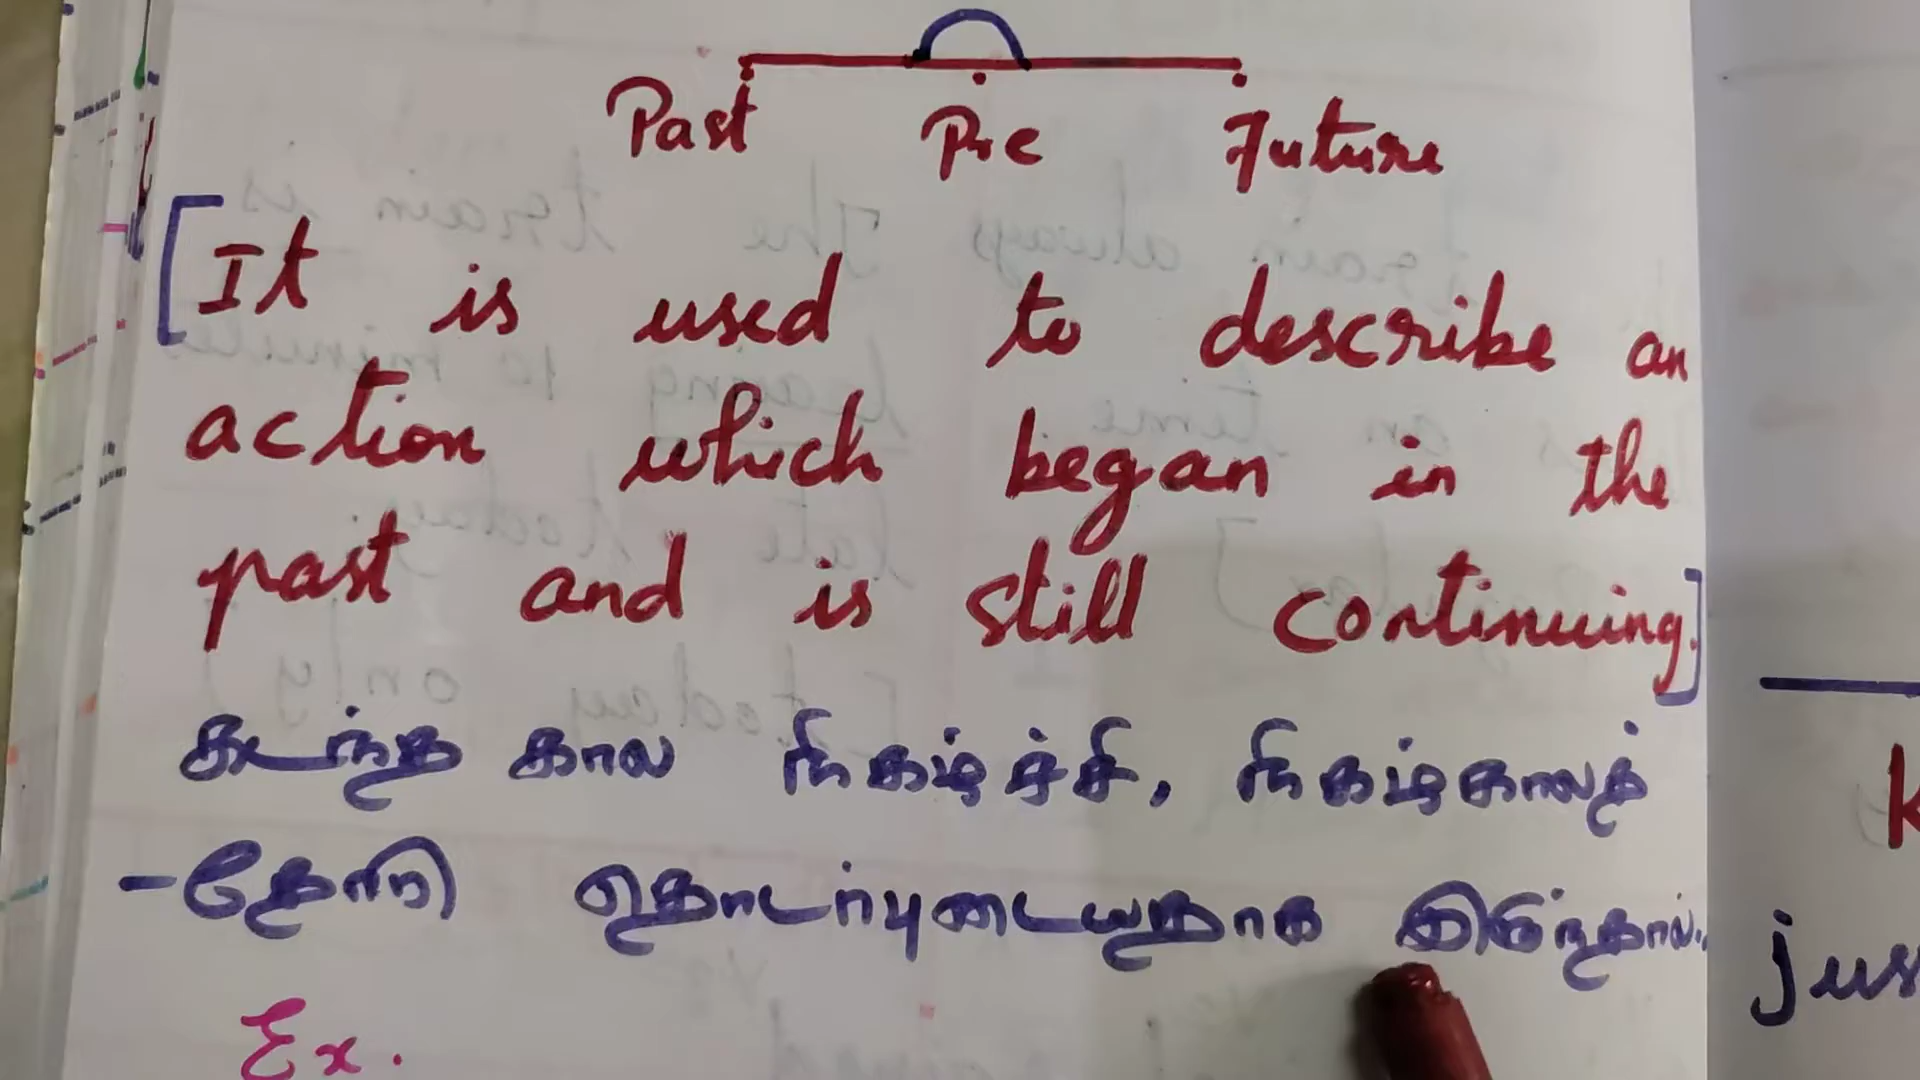 Past Pre Future
It is used to describe an
action which began in the
past and is still continuing.
கடந்த கால நிகழ்ச்சி, நிகழ்காலத்
-தோடு தொடர்புடையதாக இருந்தால்..
Ex.
jus